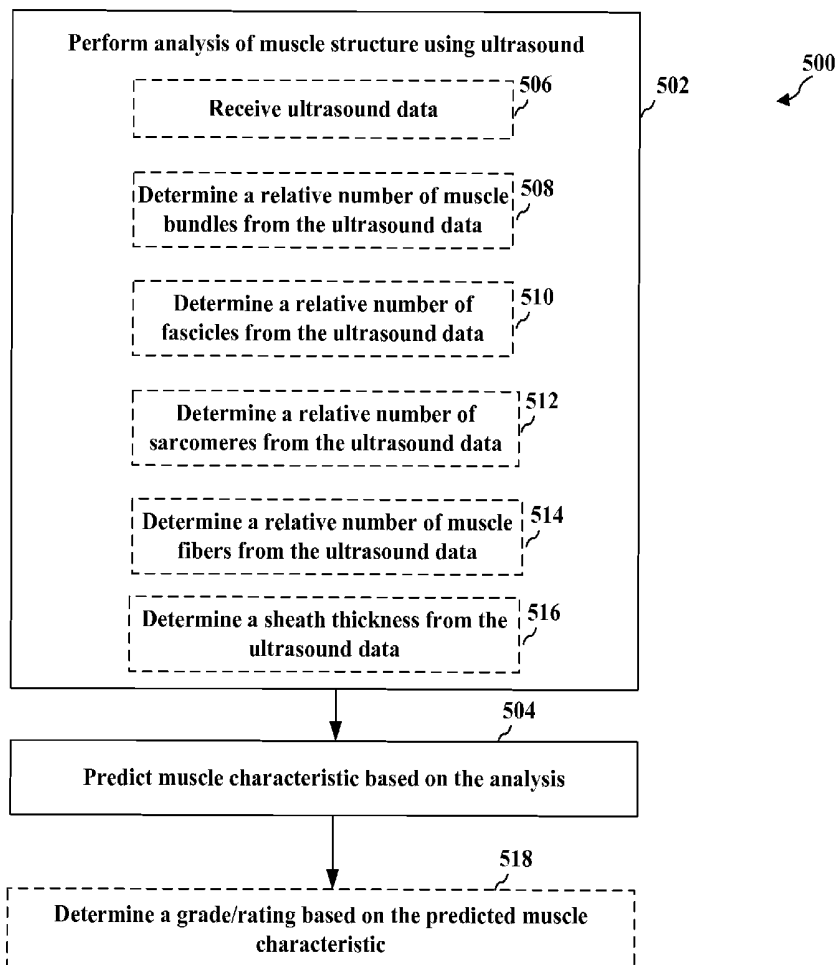 Perform analysis of muscle structure using ultrasound
500
502
506
Receive ultrasound data
508
Determine a relative number of muscle
bundles from the ultrasound data
510
Determine a relative number of
fascicles from the ultrasound data
512
Determine a relative number of
sarcomeres from the ultrasound data
514
Determine a relative number of muscle
fibers from the ultrasound data
516
Determine a sheath thickness from the
ultrasound data
504
Predict muscle characteristic based on the analysis
518
Determine a grade/rating based on the predicted muscle
characteristic